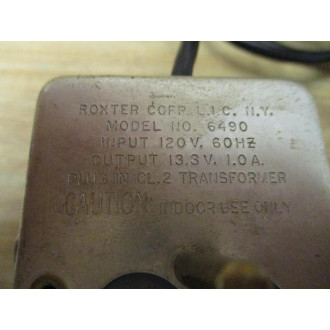 ROXTER CORP. L.I.C. N.Y.
MODEL NO. 6490
INPUT 120V. 60HZ
OUTPUT 13.3V. 1.0A.
PLUG IN CL.2 TRANSFORMER
CAUTION INDOOR USE ONLY